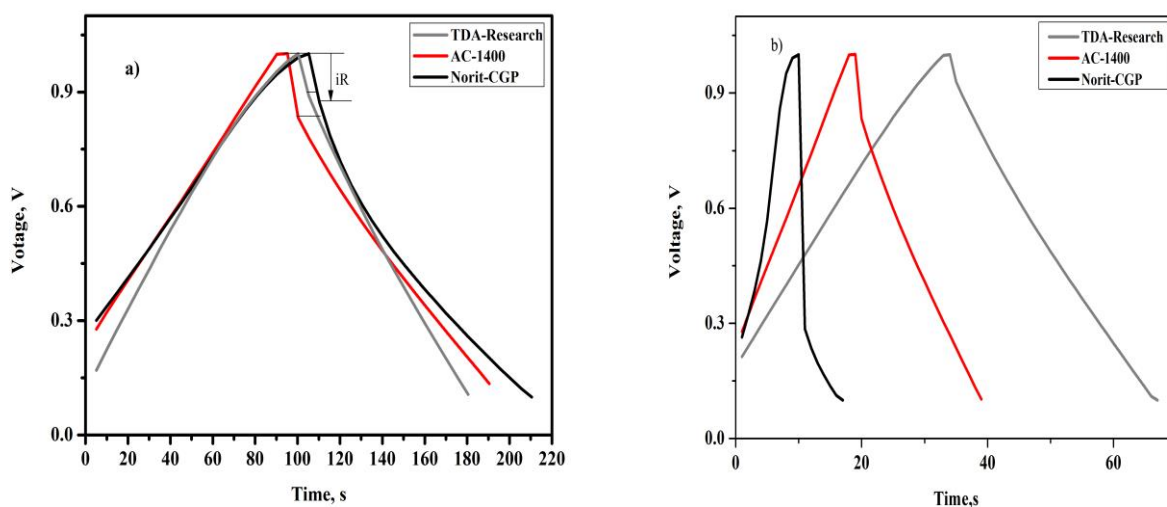 a)
TDA-Research
AC-1400
Norit-CGP
iR
0.9
0.6
0.3
0.0
Votage, V
0 20 40 60 80 100 120 140 160 180 200 220
Time, s
b)
TDA-Research
AC-1400
Norit-CGP
0.9
0.6
0.3
0.0
Voltage, V
0 20 40 60
Time,s